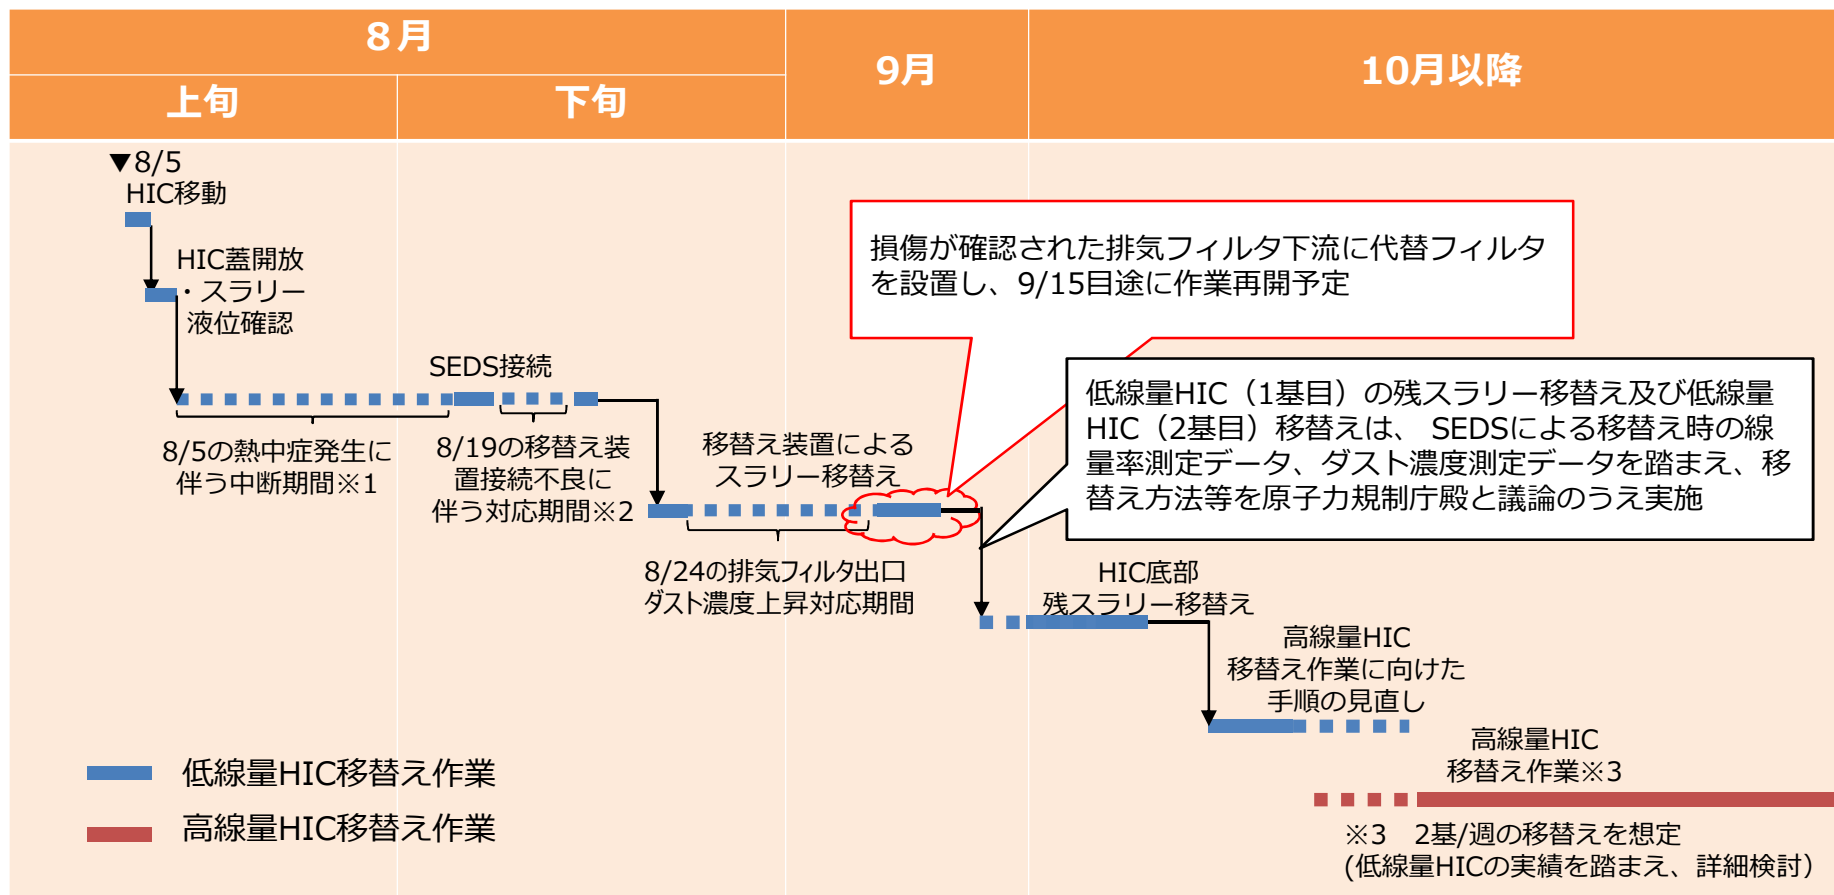 8月
9月
10月以降
上旬
下旬
▼8/5
HIC移動
HIC蓋開放
・スラリー
液位確認
SEDS接続
8/5の熱中症発生に
伴う中断期間※1
8/19の移替え装
置接続不良に
伴う対応期間※2
移替え装置による
スラリー移替え
8/24の排気フィルタ出口
ダスト濃度上昇対応期間
損傷が確認された排気フィルタ下流に代替フィルタ
を設置し、9/15目途に作業再開予定
低線量HIC（1基目）の残スラリー移替え及び低線量
HIC（2基目）移替えは、 SEDSによる移替え時の線
量率測定データ、ダスト濃度測定データを踏まえ、移
替え方法等を原子力規制庁殿と議論のうえ実施
HIC底部
残スラリー移替え
高線量HIC
移替え作業に向けた
手順の見直し
高線量HIC
移替え作業※3
※3　2基/週の移替えを想定
(低線量HICの実績を踏まえ、詳細検討）
低線量HIC移替え作業
高線量HIC移替え作業